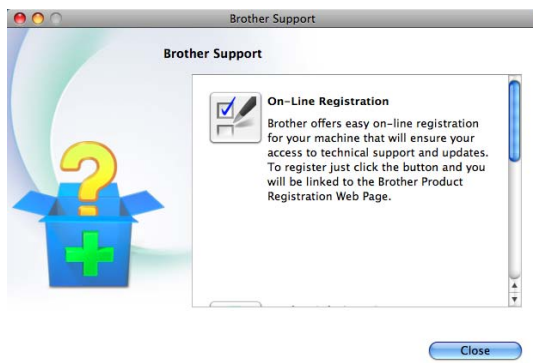 Brother Support
Brother Support
On-Line Registration
Brother offers easy on-line registration
for your machine that will ensure your
access to technical support and updates.
To register just click the button and you
will be linked to the Brother Product
Registration Web Page.
Close